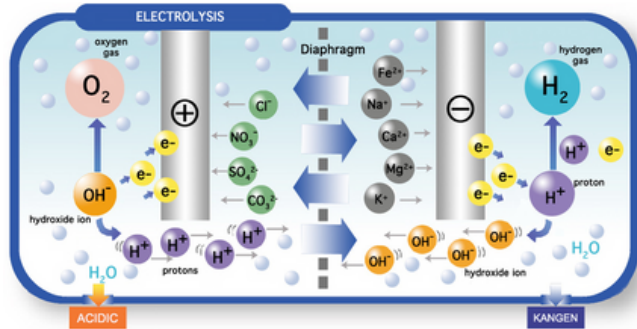 ELECTROLYSIS
oxygen
gas
O₂
+
Diaphragm
Cl⁻
NO₃⁻
SO₄²⁻
CO₃²⁻
Fe²⁺
Na⁺
Ca²⁺
Mg²⁺
K⁺
−
hydrogen
gas
H₂
e-
e-
e-
OH⁻
hydroxide ion
H⁺
H⁺
H⁺
H⁺
H⁺
protons
H₂O
ACIDIC
e-
e-
e-
H⁺
e-
H⁺
proton
OH⁻
OH⁻
OH⁻
OH⁻
OH⁻
hydroxide ion
H₂O
KANGEN